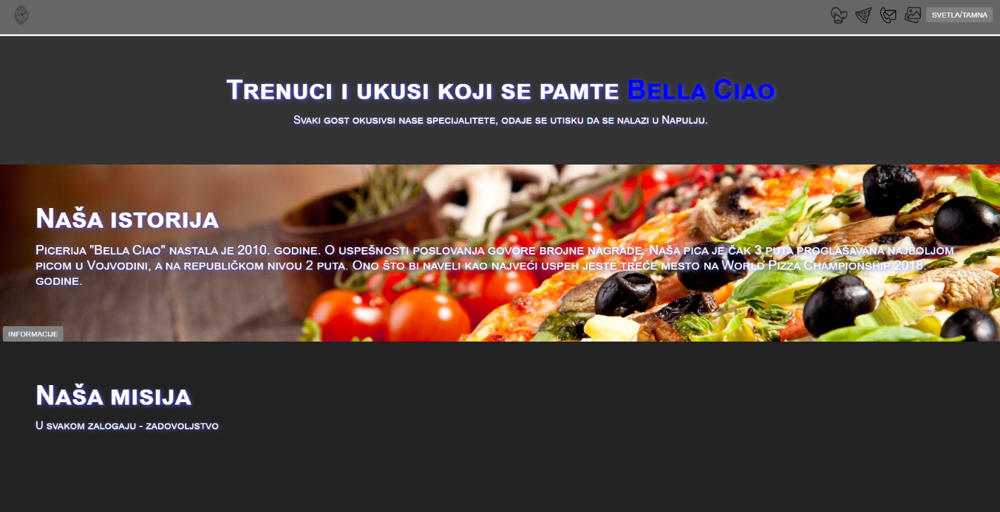 SVETLA/TAMNA
Trenuci i ukusi koji se pamte Bella Ciao
Svaki gost okusivsi nase specijalitete, odaje se utisku da se nalazi u Napulju.
Naša istorija
Picerija "Bella Ciao" nastala je 2010. godine. O uspešnosti poslovanja govore brojne nagrade. Naša pica je čak 3 puta proglašavana najboljom
picom u Vojvodini, a na republičkom nivou 2 puta. Ono što bi naveli kao najveći uspeh jeste treće mesto na World Pizza Championship 2018.
godine.
INFORMACIJE
Naša misija
U svakom zalogaju - zadovoljstvo